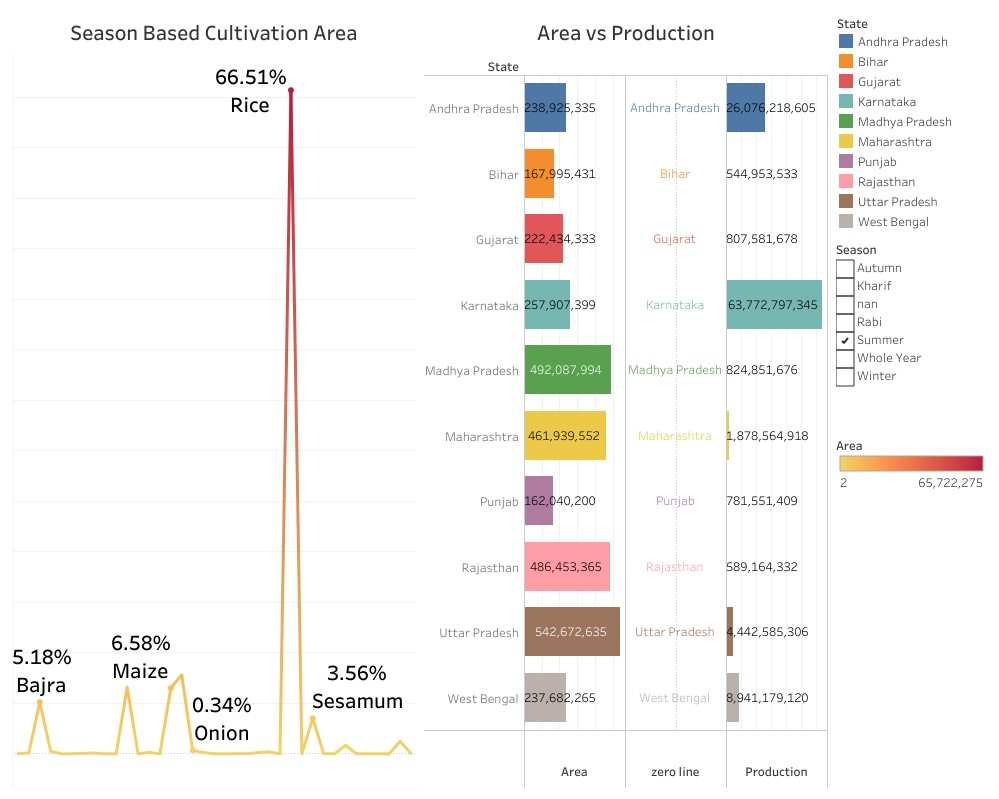 Season Based Cultivation Area
66.51%
Rice
5.18%
Bajra
6.58%
Maize
0.34%
Onion
3.56%
Sesamum
Area vs Production
State
Andhra Pradesh 238,925,335 Andhra Pradesh 26,076,218,605
Bihar 167,995,431 Bihar 544,953,533
Gujarat 222,434,333 Gujarat 807,581,678
Karnataka 257,907,399 Karnataka 63,772,797,345
Madhya Pradesh 492,087,994 Madhya Pradesh 824,851,676
Maharashtra 461,939,552 Maharashtra 1,878,564,918
Punjab 162,040,200 Punjab 781,551,409
Rajasthan 486,453,365 Rajasthan 589,164,332
Uttar Pradesh 542,672,635 Uttar Pradesh 4,442,585,306
West Bengal 237,682,265 West Bengal 8,941,179,120
Area zero line Production
State
Andhra Pradesh
Bihar
Gujarat
Karnataka
Madhya Pradesh
Maharashtra
Punjab
Rajasthan
Uttar Pradesh
West Bengal
Season
Autumn
Kharif
nan
Rabi
Summer
Whole Year
Winter
Area
2 65,722,275